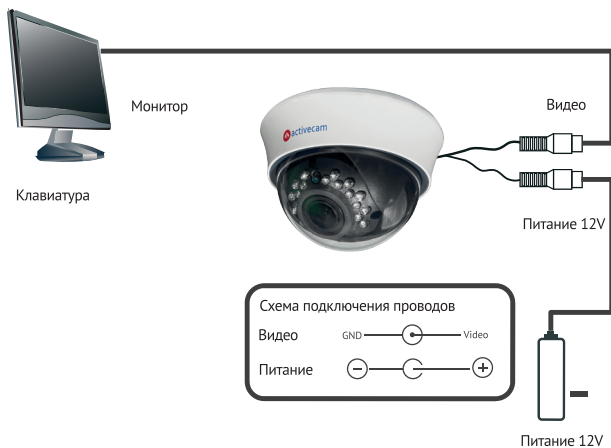 Монитор
Видео
activecam
Клавиатура
Питание 12V
Схема подключения проводов
Видео GND Video
Питание - +
Питание 12V